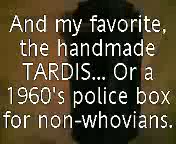 And my favorite,
the handmade
TARDIS... Or a
1960's police box
for non-whovians.